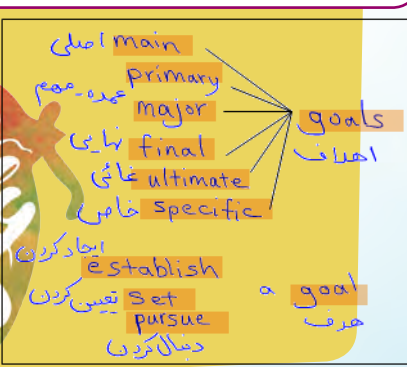 main اصلی
primary
عمده - مهم
major
goals
final نهایی
اهداف
ultimate غائی
specific خاص
ایجاد کردن
establish
set تعیین کردن
a goal
pursue
هدف
دنبال کردن